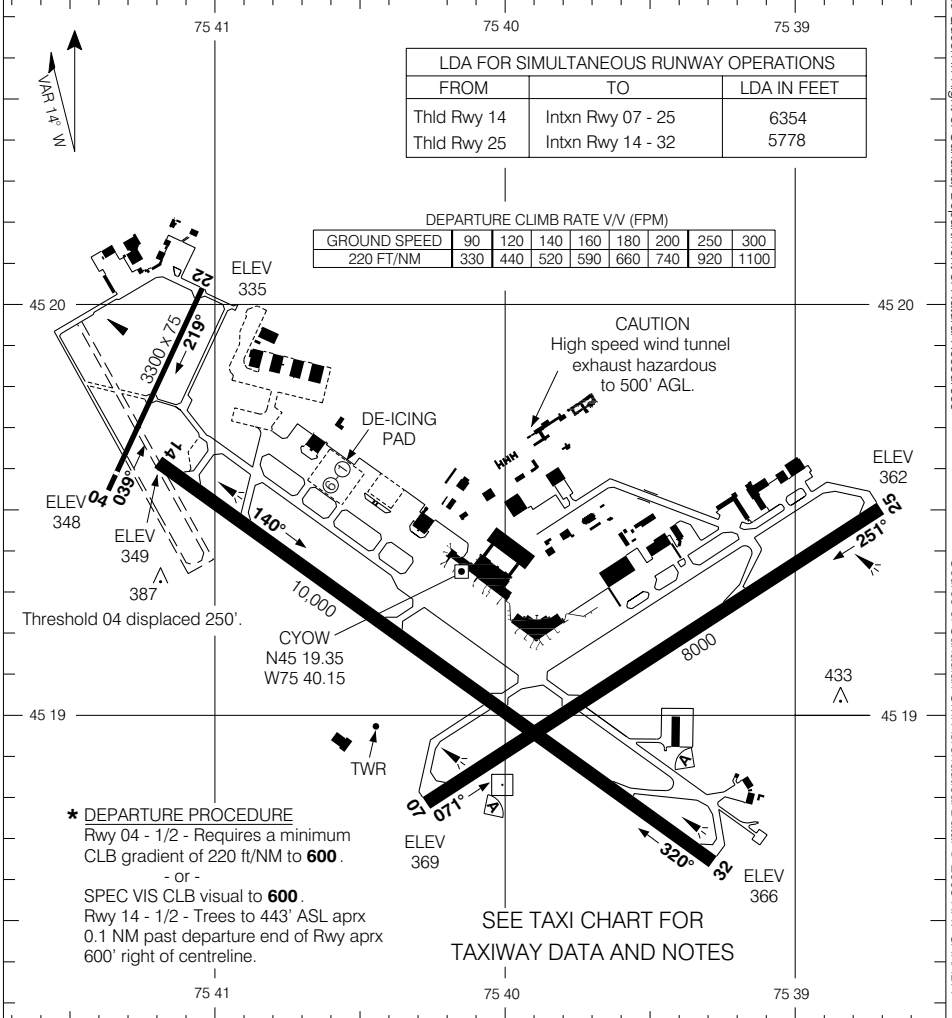 75 41
75 40
75 39
VAR 14° W
LDA FOR SIMULTANEOUS RUNWAY OPERATIONS
FROM TO LDA IN FEET
Thld Rwy 14 Intxn Rwy 07 - 25 6354
Thld Rwy 25 Intxn Rwy 14 - 32 5778
DEPARTURE CLIMB RATE V/V (FPM)
GROUND SPEED 90 120 140 160 180 200 250 300
220 FT/NM 330 440 520 590 660 740 920 1100
22
ELEV
335
45 20
45 20
3300 x 75
219°
CAUTION
High speed wind tunnel
exhaust hazardous
to 500' AGL.
DE-ICING
PAD
1
6
14
04
039°
ELEV
348
ELEV
349
387
Threshold 04 displaced 250'.
140°
10,000
ELEV
362
25
251°
8000
CYOW
N45 19.35
W75 40.15
433
45 19
45 19
TWR
A
A
07
071°
ELEV
369
320°
32
ELEV
366
* DEPARTURE PROCEDURE
Rwy 04 - 1/2 - Requires a minimum
CLB gradient of 220 ft/NM to 600.
- or -
SPEC VIS CLB visual to 600.
Rwy 14 - 1/2 - Trees to 443' ASL aprx
0.1 NM past departure end of Rwy aprx
600' right of centreline.
SEE TAXI CHART FOR
TAXIWAY DATA AND NOTES
75 41
75 40
75 39